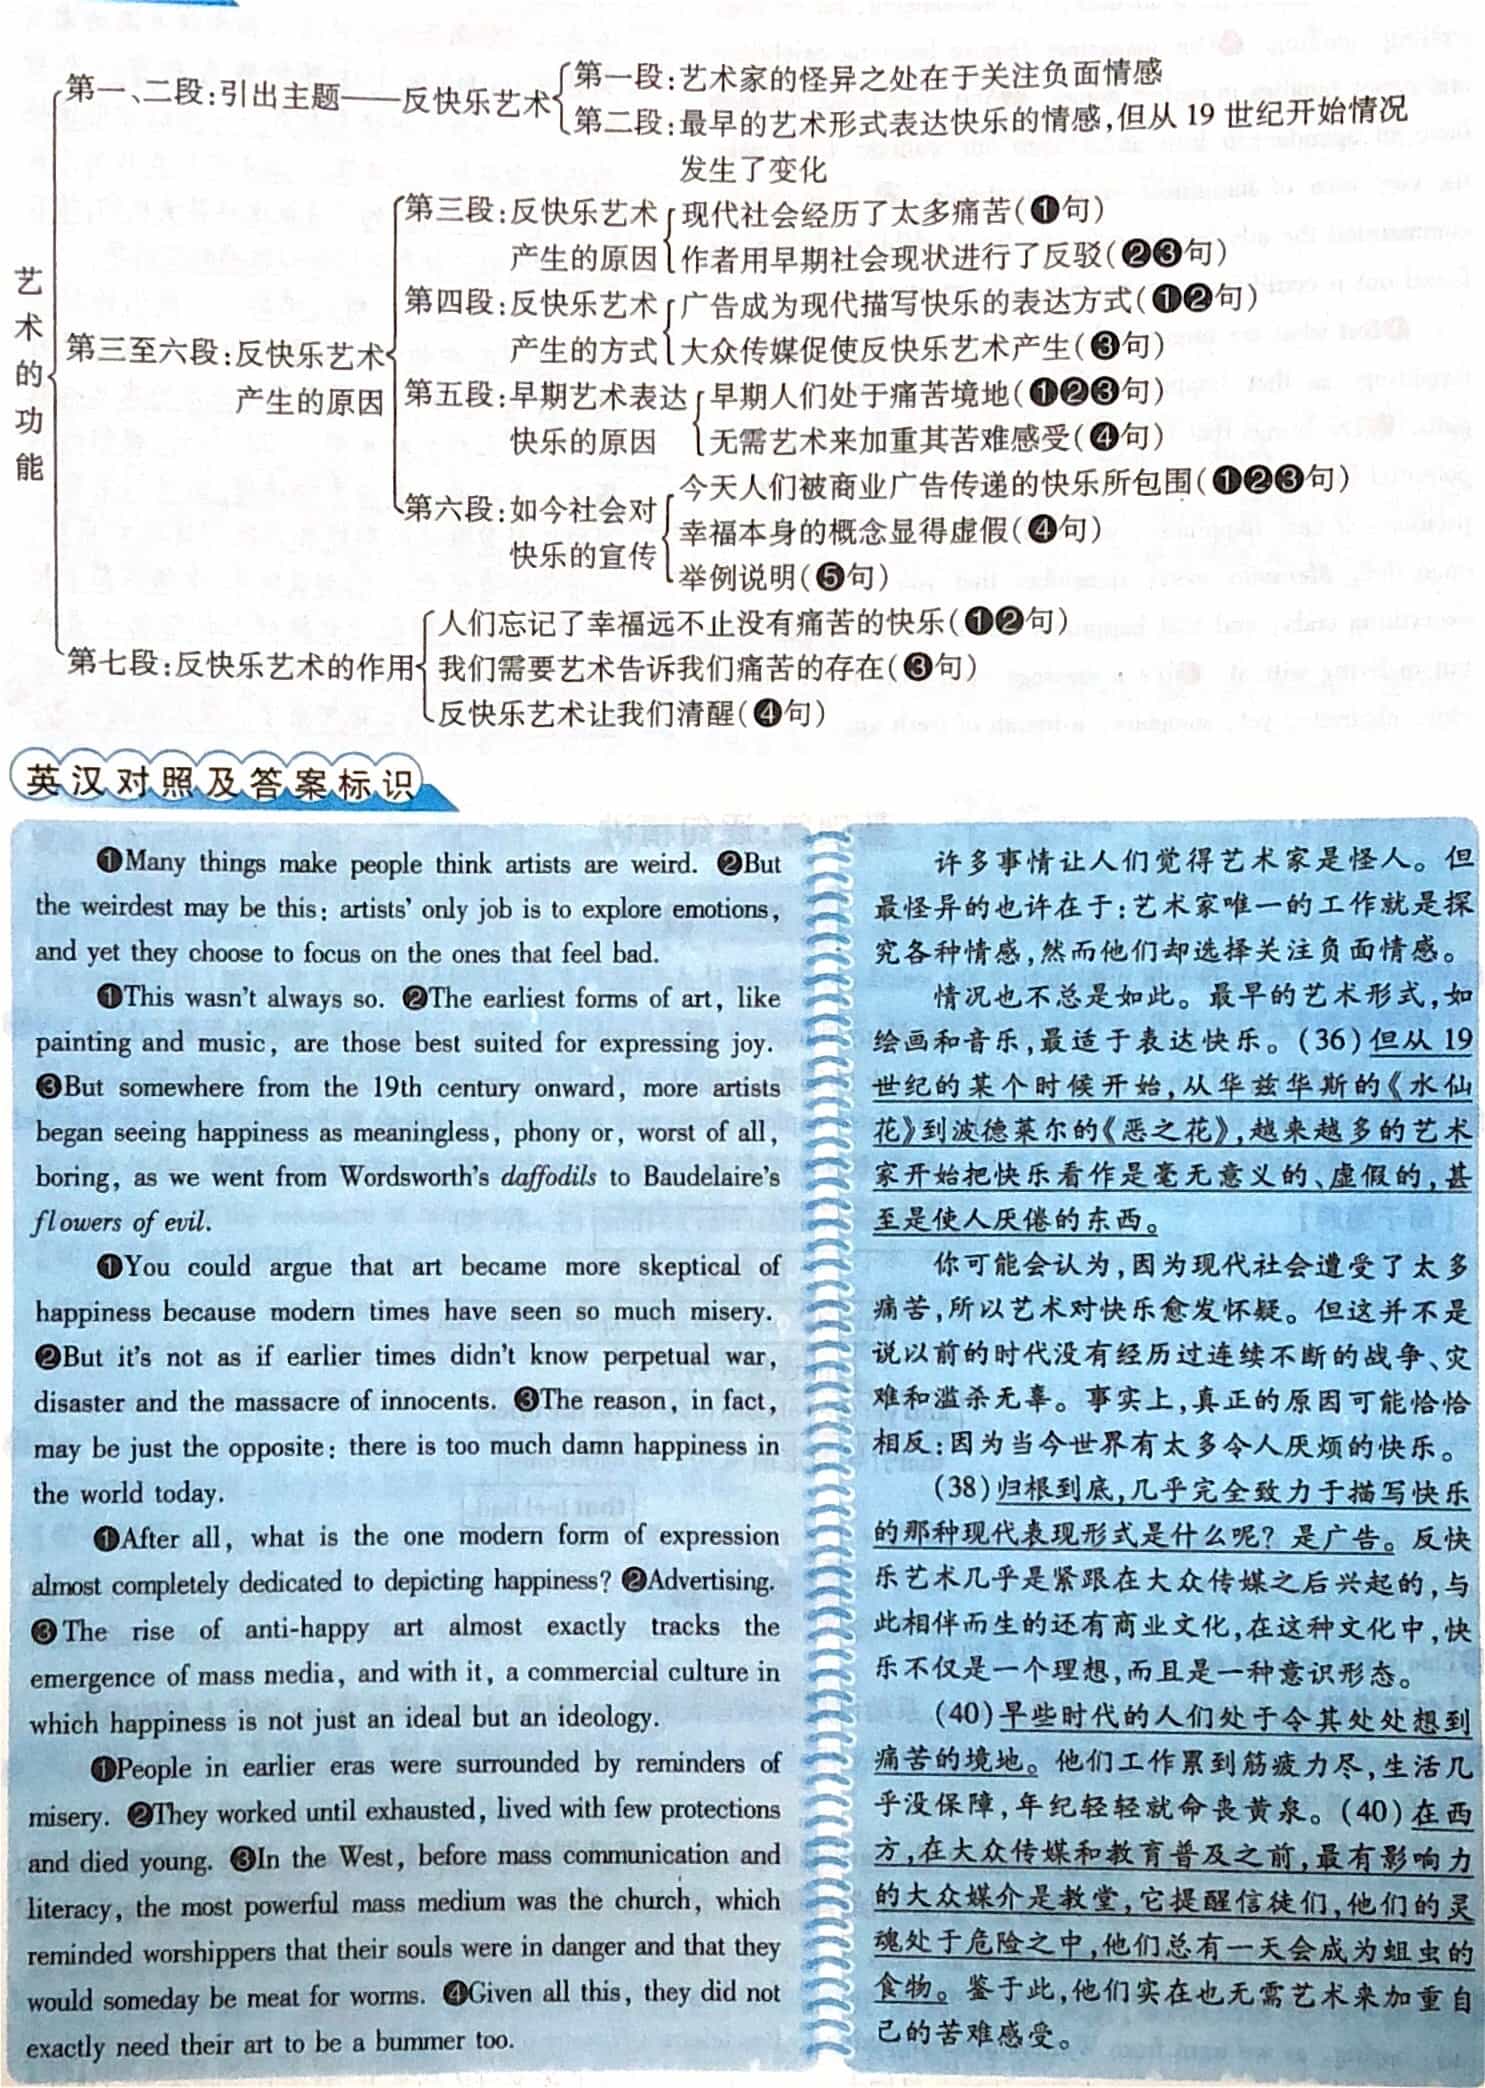 第一、二段:引出主题——反快乐艺术
第一段:艺术家的怪异之处在于关注负面情感
第二段:最早的艺术形式表达快乐的情感,但从19世纪开始情况
发生了变化
艺术的功能
第三至六段:反快乐艺术
产生的原因
第三段:反快乐艺术
产生的原因
现代社会经历了太多痛苦(❶句)
作者用早期社会现状进行了反驳(❷❸句)
第四段:反快乐艺术
产生的方式
广告成为现代描写快乐的表达方式(❶❷句)
大众传媒促使反快乐艺术产生(❸句)
第五段:早期艺术表达
快乐的原因
早期人们处于痛苦境地(❶❷❸句)
无需艺术来加重其苦难感受(❹句)
第六段:如今社会对
快乐的宣传
今天人们被商业广告传递的快乐所包围(❶❷❸句)
幸福本身的概念显得虚假(❹句)
举例说明(❺句)
第七段:反快乐艺术的作用
人们忘记了幸福远不止没有痛苦的快乐(❶❷句)
我们需要艺术告诉我们痛苦的存在(❸句)
反快乐艺术让我们清醒(❹句)
英汉对照及答案标识
❶Many things make people think artists are weird. ❷But
the weirdest may be this: artists' only job is to explore emotions,
and yet they choose to focus on the ones that feel bad.
❶This wasn't always so. ❷The earliest forms of art, like
painting and music, are those best suited for expressing joy.
❸But somewhere from the 19th century onward, more artists
began seeing happiness as meaningless, phony or, worst of all,
boring, as we went from Wordsworth's daffodils to Baudelaire's
flowers of evil.
❶You could argue that art became more skeptical of
happiness because modern times have seen so much misery.
❷But it's not as if earlier times didn't know perpetual war,
disaster and the massacre of innocents. ❸The reason, in fact,
may be just the opposite: there is too much damn happiness in
the world today.
❶After all, what is the one modern form of expression
almost completely dedicated to depicting happiness? ❷Advertising.
❸The rise of anti-happy art almost exactly tracks the
emergence of mass media, and with it, a commercial culture in
which happiness is not just an ideal but an ideology.
❶People in earlier eras were surrounded by reminders of
misery. ❷They worked until exhausted, lived with few protections
and died young. ❸In the West, before mass communication and
literacy, the most powerful mass medium was the church, which
reminded worshippers that their souls were in danger and that they
would someday be meat for worms. ❹Given all this, they did not
exactly need their art to be a bummer too.
许多事情让人们觉得艺术家是怪人。但
最怪异的也许在于:艺术家唯一的工作就是探
究各种情感,然而他们却选择关注负面情感。
情况也不总是如此。最早的艺术形式,如
绘画和音乐,最适于表达快乐。(36)但从19
世纪的某个时候开始,从华兹华斯的《水仙
花》到波德莱尔的《恶之花》,越来越多的艺术
家开始把快乐看作是毫无意义的、虚假的,甚
至是使人厌倦的东西。
你可能会认为,因为现代社会遭受了太多
痛苦,所以艺术对快乐愈发怀疑。但这并不是
说以前的时代没有经历过连续不断的战争、灾
难和滥杀无辜。事实上,真正的原因可能恰恰
相反:因为当今世界有太多令人厌烦的快乐。
(38)归根到底,几乎完全致力于描写快乐
的那种现代表现形式是什么呢?是广告。反快
乐艺术几乎是紧跟在大众传媒之后兴起的,与
此相伴而生的还有商业文化,在这种文化中,快
乐不仅是一个理想,而且是一种意识形态。
(40)早些时代的人们处于令其处处想到
痛苦的境地。他们工作累到筋疲力尽,生活几
乎没保障,年纪轻轻就命丧黄泉。(40)在西
方,在大众传媒和教育普及之前,最有影响力
的大众媒介是教堂,它提醒信徒们,他们的灵
魂处于危险之中,他们总有一天会成为蛆虫的
食物。鉴于此,他们实在也无需艺术来加重自
己的苦难感受。